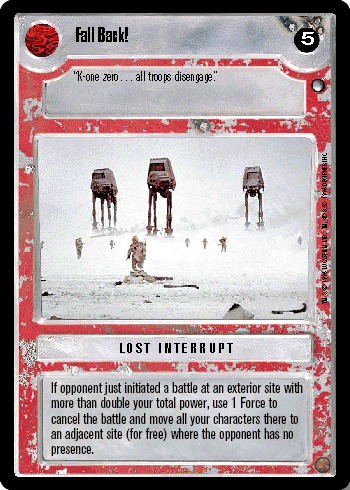 Fall Back!
5
"K-one zero . . . all troops disengage."
LOST INTERRUPT
If opponent just initiated a battle at an exterior site with
more than double your total power, use 1 Force to
cancel the battle and move all your characters there to
an adjacent site (for free) where the opponent has no
presence.